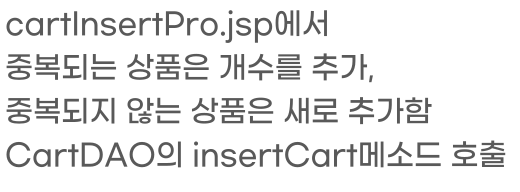 cartInsertPro.jsp에서
중복되는 상품은 개수를 추가,
중복되지 않는 상품은 새로 추가함
CartDAO의 insertCart메소드 호출